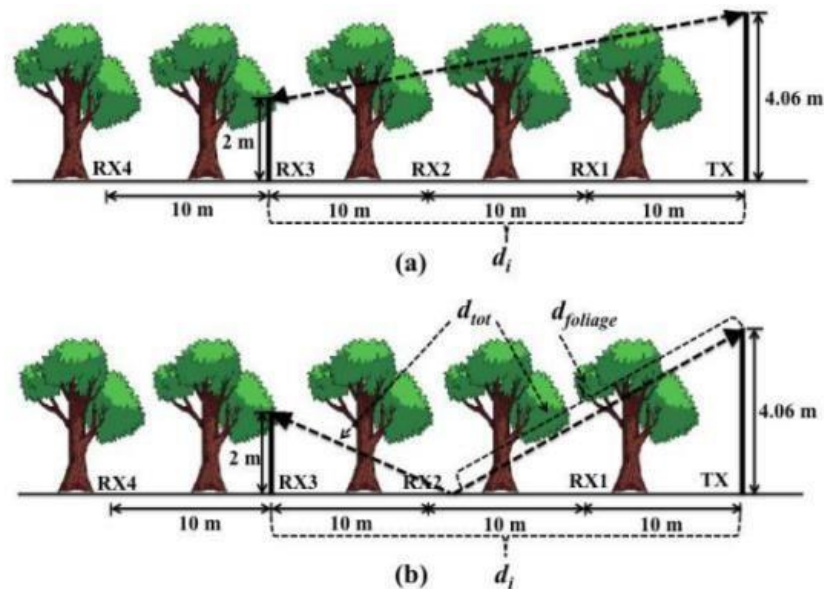 4.06 m
2 m
RX4 RX3 RX2 RX1 TX
10 m 10 m 10 m 10 m
(a) d_i
d_tot d_foliage
4.06 m
2 m
RX4 RX3 RX2 RX1 TX
10 m 10 m 10 m 10 m
(b) d_i